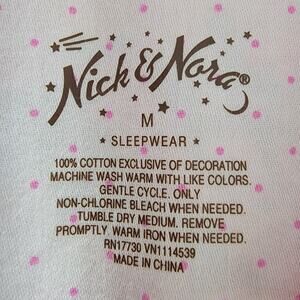 Nick & Nora®
M
SLEEPWEAR
100% COTTON EXCLUSIVE OF DECORATION
MACHINE WASH WARM WITH LIKE COLORS.
GENTLE CYCLE. ONLY
NON-CHLORINE BLEACH WHEN NEEDED.
TUMBLE DRY MEDIUM. REMOVE
PROMPTLY. WARM IRON WHEN NEEDED.
RN17730 VN1114539
MADE IN CHINA